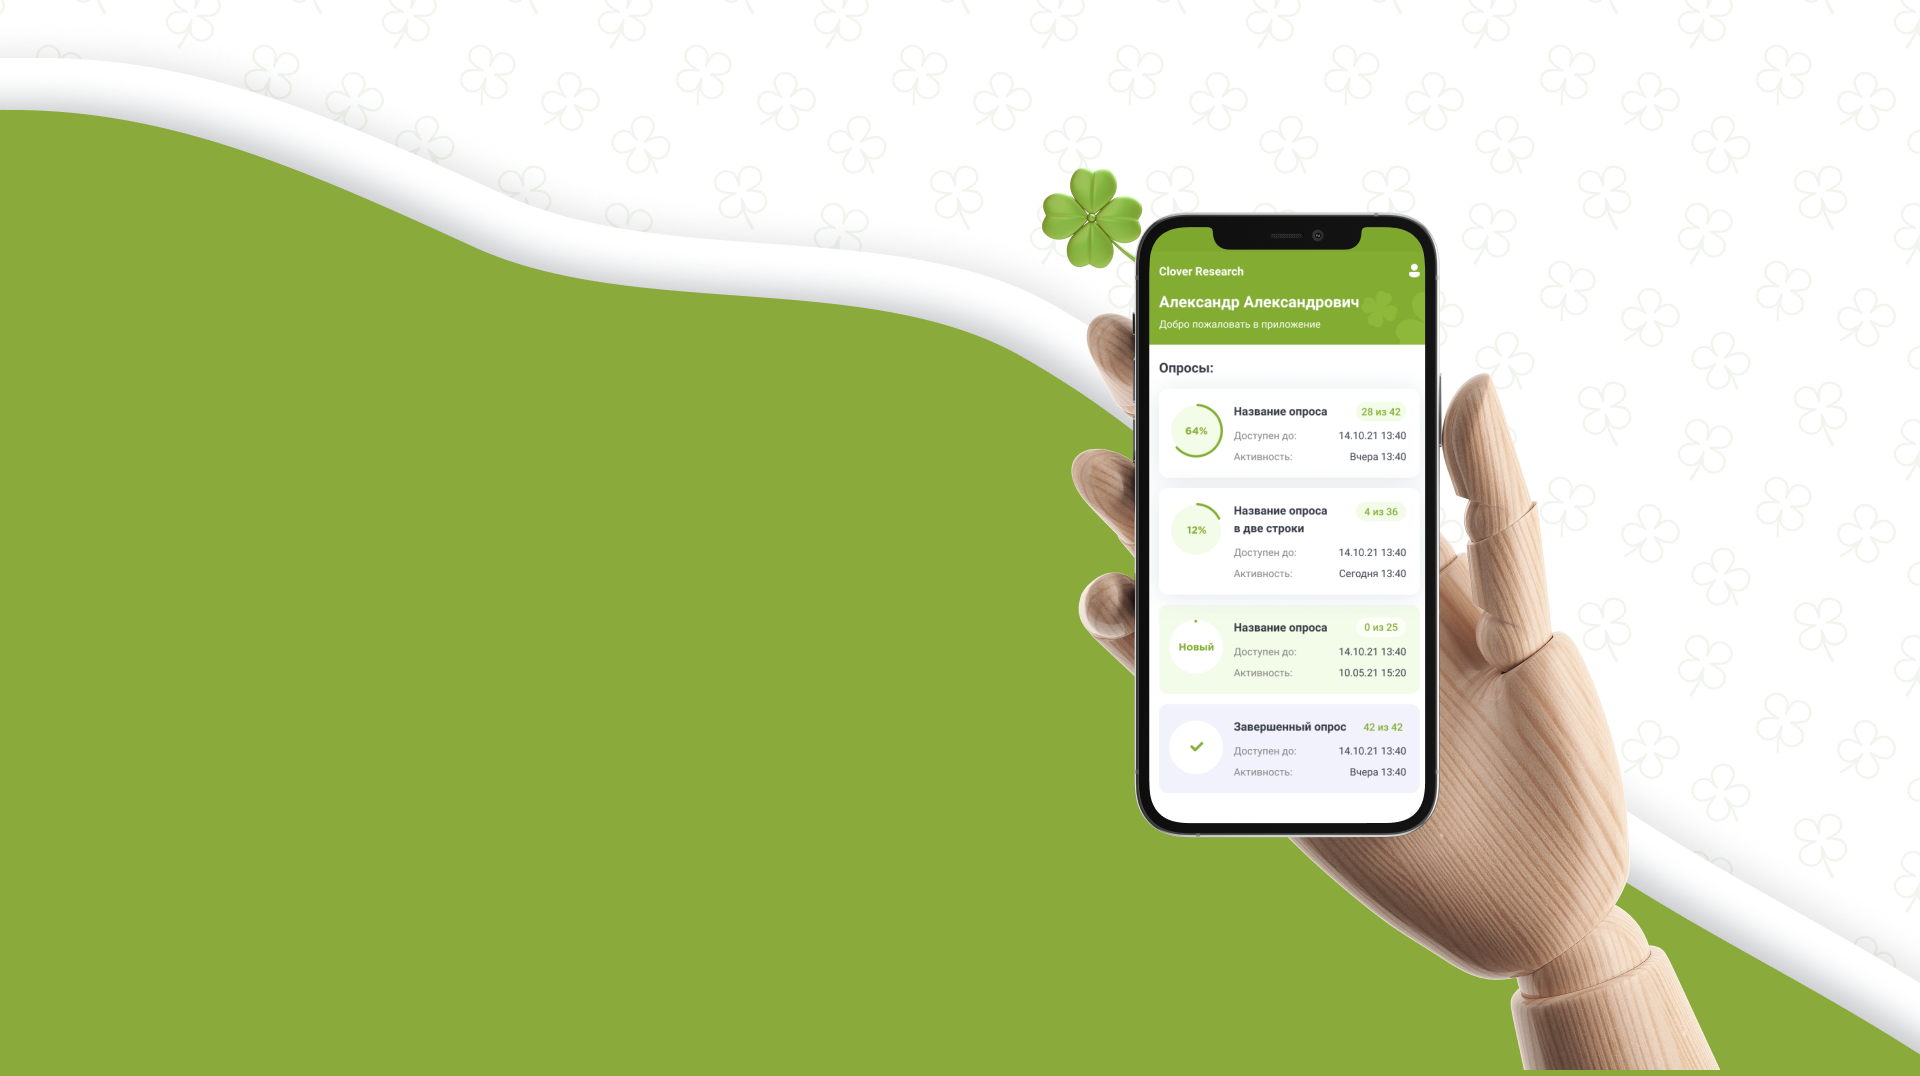 Clover Research
Александр Александрович
Добро пожаловать в приложение
Опросы:
64%
Название опроса
28 из 42
Доступен до: 14.10.21 13:40
Активность: Вчера 13:40
12%
Название опроса
в две строки
4 из 36
Доступен до: 14.10.21 13:40
Активность: Сегодня 13:40
Новый
Название опроса
0 из 25
Доступен до: 14.10.21 13:40
Активность: 10.05.21 15:20
Завершенный опрос
42 из 42
Доступен до: 14.10.21 13:40
Активность: Вчера 13:40